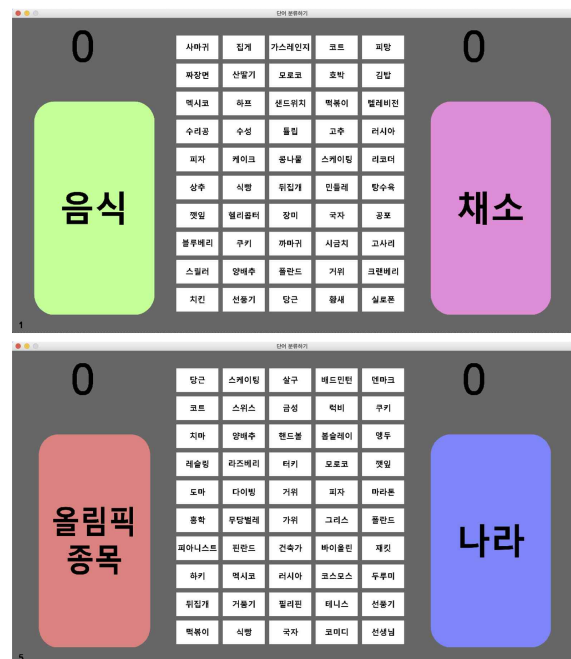 단어 분류하기
0
0
사마귀 집게 가스레인지 코트 피망
짜장면 산딸기 모로코 호박 김밥
멕시코 하프 샌드위치 떡볶이 텔레비전
수리공 수성 튤립 고추 러시아
피자 케이크 콩나물 스케이팅 리코더
상추 식빵 뒤집개 민들레 탕수육
깻잎 헬리콥터 장미 국자 공포
블루베리 쿠키 까마귀 시금치 고사리
스릴러 양배추 폴란드 거위 크랜베리
치킨 선풍기 당근 황새 실로폰
음식
채소
1
단어 분류하기
0
0
당근 스케이팅 살구 배드민턴 덴마크
코트 스위스 금성 럭비 쿠키
치마 양배추 핸드볼 봅슬레이 앵두
레슬링 라즈베리 터키 모로코 깻잎
도마 다이빙 거위 피자 마라톤
홍학 무당벌레 가위 그리스 폴란드
피아니스트 핀란드 건축가 바이올린 재킷
하키 멕시코 러시아 코스모스 두루미
뒤집개 거품기 필리핀 테니스 선풍기
떡볶이 식빵 국자 코미디 선생님
올림픽
종목
나라
5